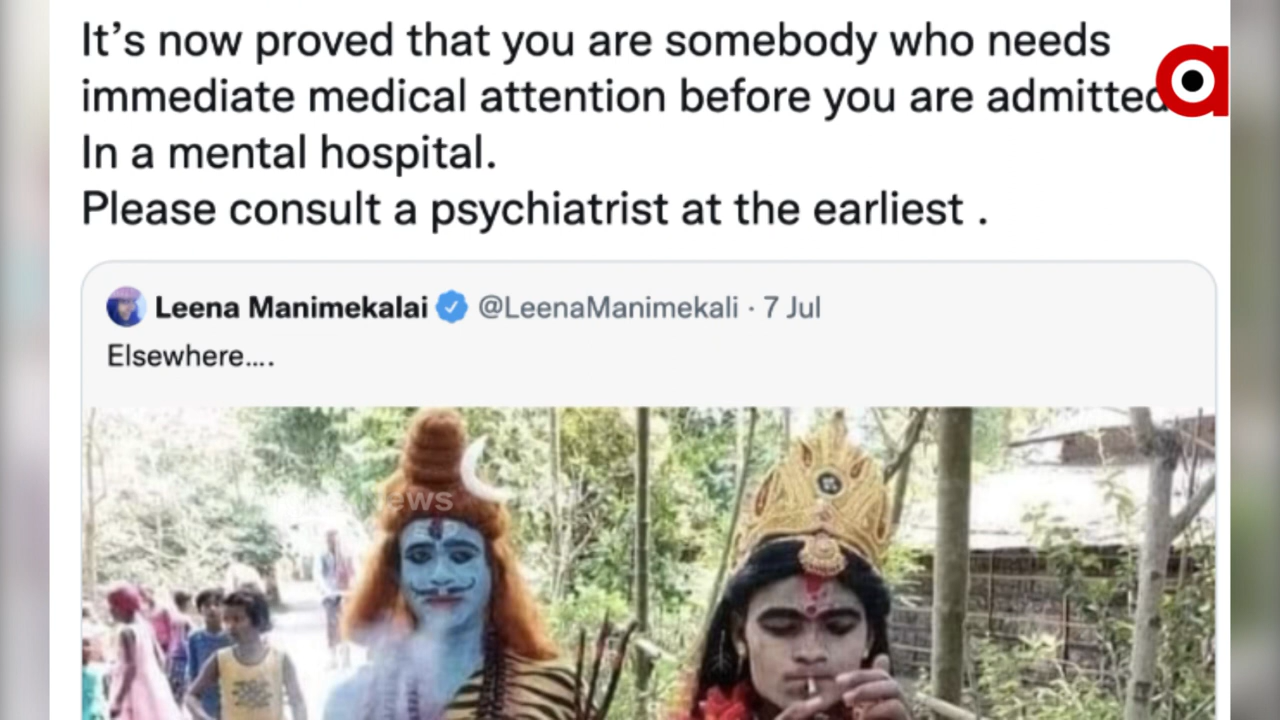 It’s now proved that you are somebody who needs
immediate medical attention before you are admitted
In a mental hospital.
Please consult a psychiatrist at the earliest .
Leena Manimekalai @LeenaManimekali · 7 Jul
Elsewhere....
ews